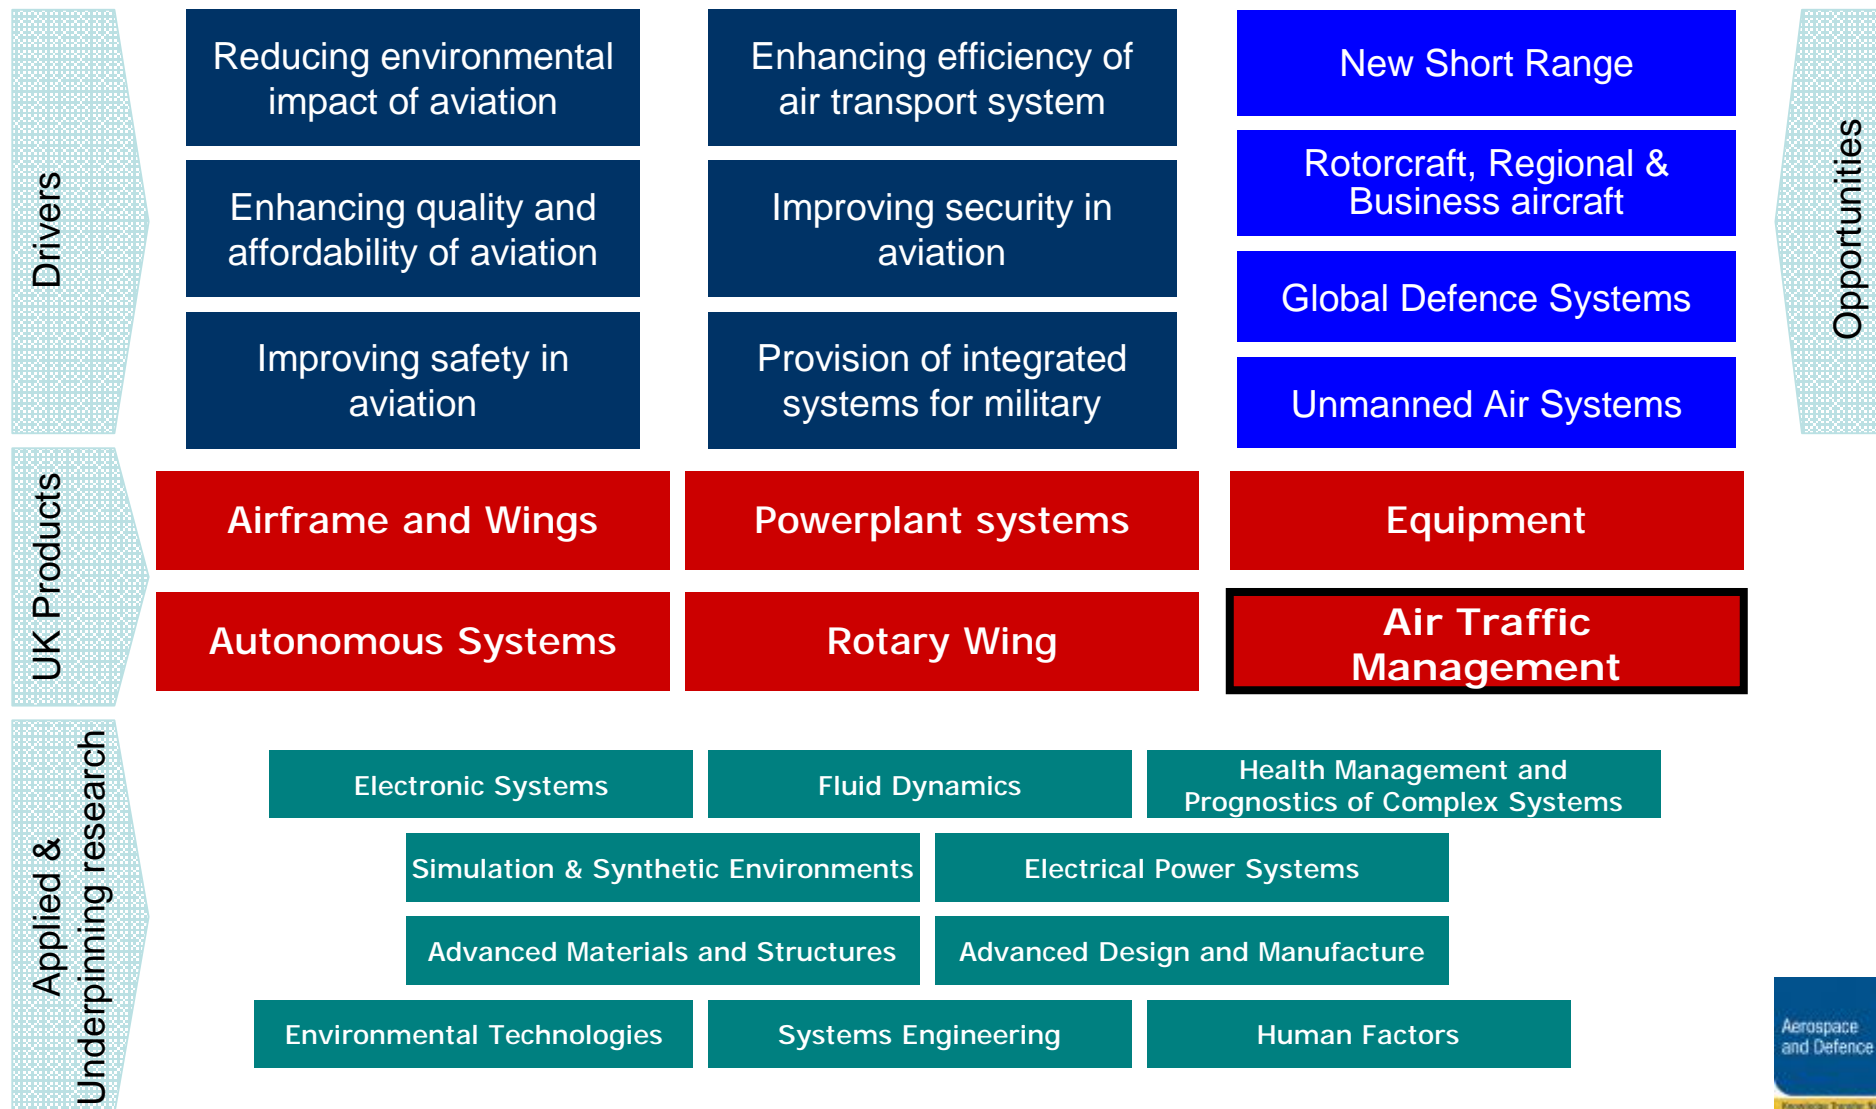 Drivers
Reducing environmental
impact of aviation
Enhancing efficiency of
air transport system
New Short Range
Opportunities
Enhancing quality and
affordability of aviation
Improving security in
aviation
Rotorcraft, Regional &
Business aircraft
Global Defence Systems
Improving safety in
aviation
Provision of integrated
systems for military
Unmanned Air Systems
UK Products
Airframe and Wings
Powerplant systems
Equipment
Autonomous Systems
Rotary Wing
Air Traffic
Management
Applied &
Underpinning research
Electronic Systems
Fluid Dynamics
Health Management and
Prognostics of Complex Systems
Simulation & Synthetic Environments
Electrical Power Systems
Advanced Materials and Structures
Advanced Design and Manufacture
Environmental Technologies
Systems Engineering
Human Factors
Aerospace
and Defence
Knowledge Transfer